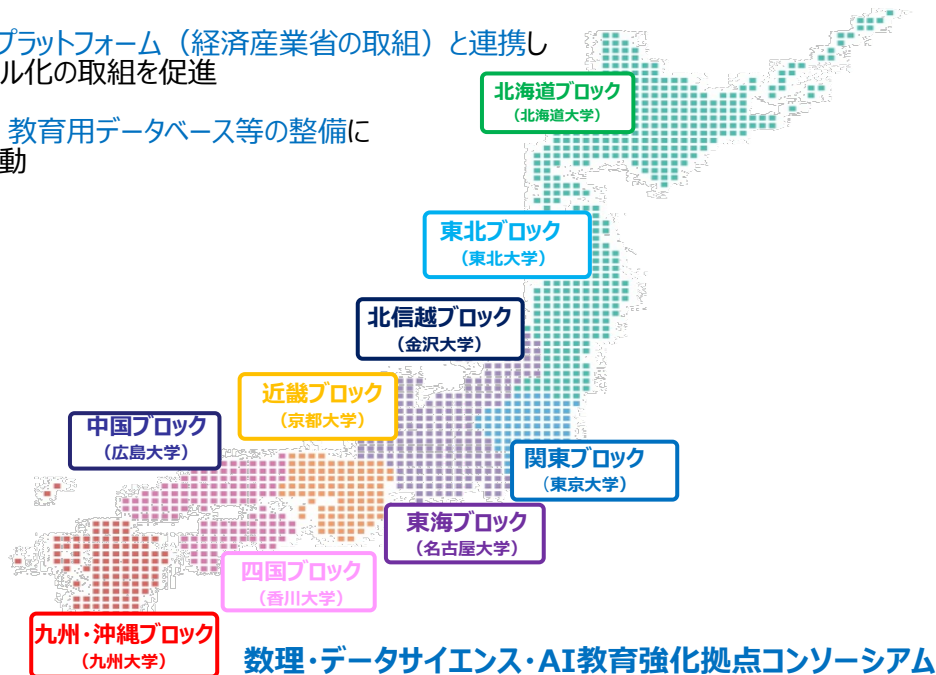 プラットフォーム（経済産業省の取組）と連携し
ル化の取組を促進
教育用データベース等の整備に
動
北海道ブロック
（北海道大学）
東北ブロック
（東北大学）
北信越ブロック
（金沢大学）
近畿ブロック
（京都大学）
中国ブロック
（広島大学）
関東ブロック
（東京大学）
東海ブロック
（名古屋大学）
四国ブロック
（香川大学）
九州・沖縄ブロック
（九州大学）
数理・データサイエンス・AI教育強化拠点コンソーシアム